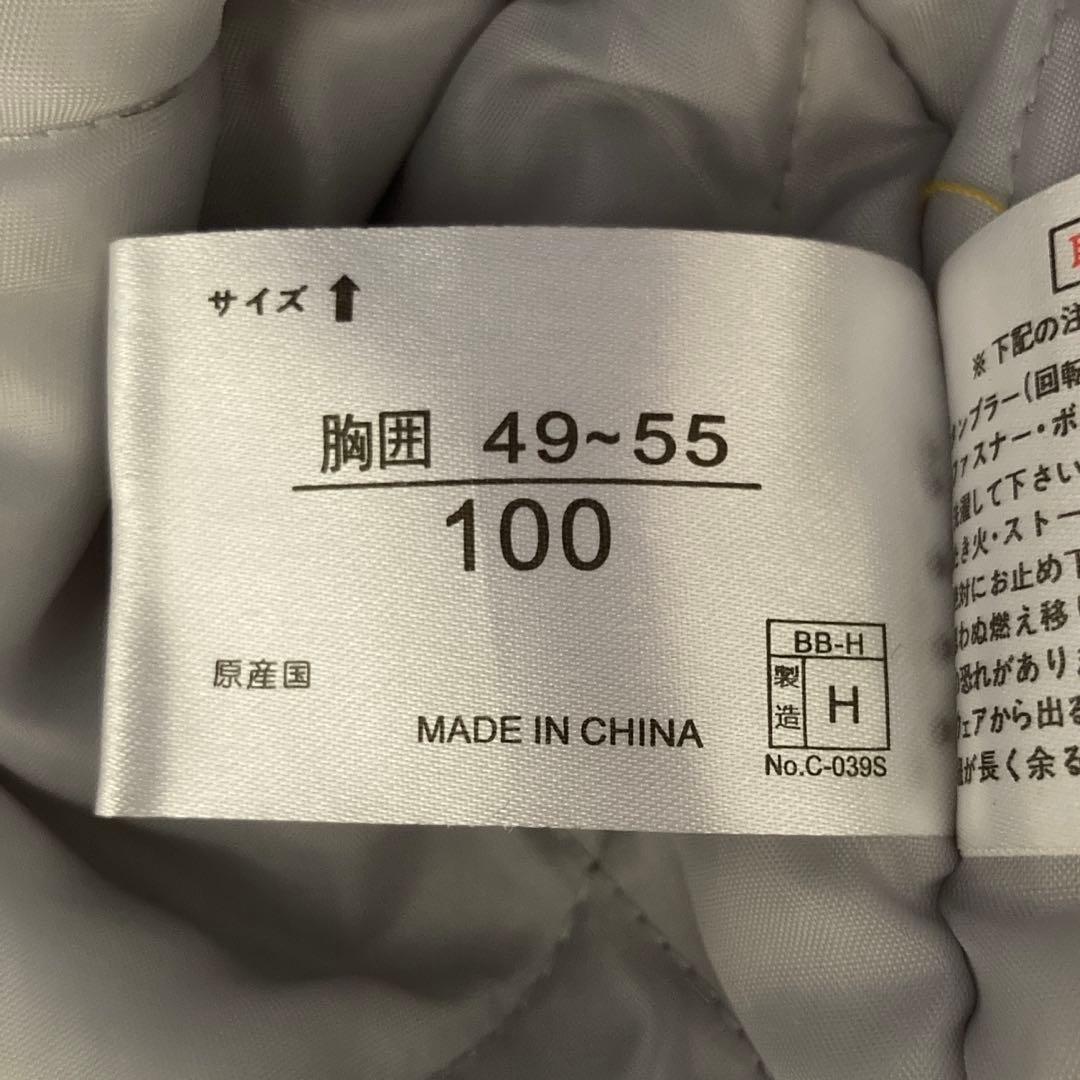 サイズ ⬆
胸囲 49~55
100
原産国
MADE IN CHINA
BB-H
製造 H
No.C-039S
※下記の注
ンブラー(回転
ファスナー・ボ
濯して下さい
き火・ストー
対にお止め下
わぬ燃え移り
恐れがありま
ェアから出る
が長く余る